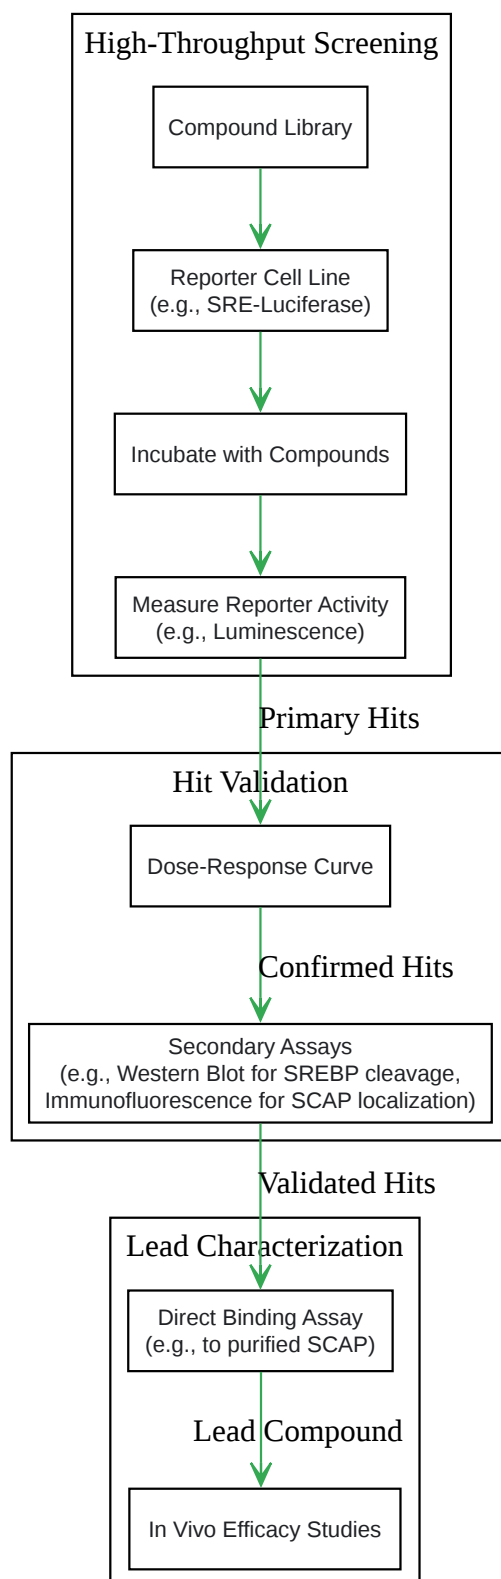 High-Throughput Screening
Compound Library
Reporter Cell Line
(e.g., SRE-Luciferase)
Incubate with Compounds
Measure Reporter Activity
(e.g., Luminescence)
Primary Hits
Hit Validation
Dose-Response Curve
Confirmed Hits
Secondary Assays
(e.g., Western Blot for SREBP cleavage,
Immunofluorescence for SCAP localization)
Validated Hits
Lead Characterization
Direct Binding Assay
(e.g., to purified SCAP)
Lead Compound
In Vivo Efficacy Studies